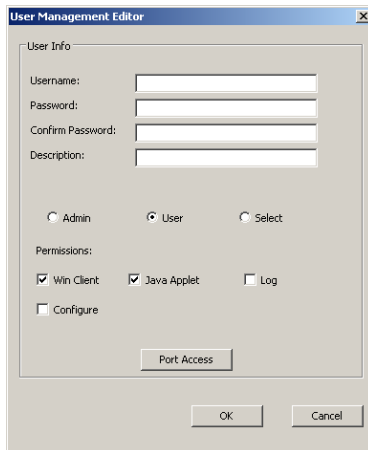 User Management Editor
User Info
Username:
Password:
Confirm Password:
Description:
Admin User Select
Permissions:
Win Client Java Applet Log
Configure
Port Access
OK Cancel